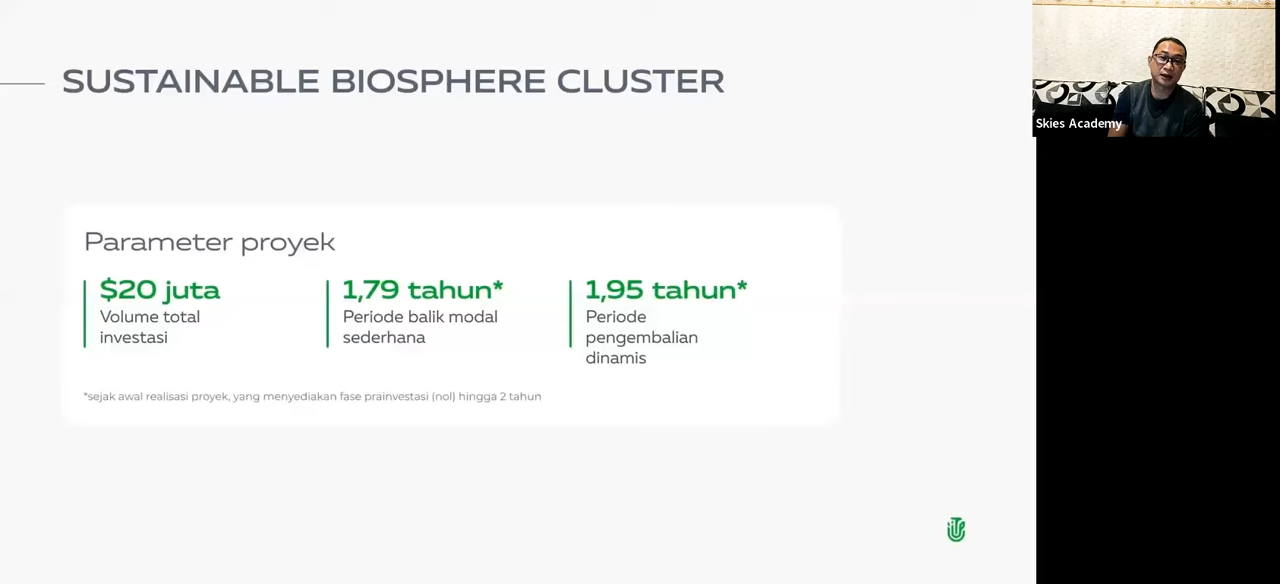 SUSTAINABLE BIOSPHERE CLUSTER
Skies Academy
Parameter proyek
$20 juta
Volume total
investasi
1,79 tahun*
Periode balik modal
sederhana
1,95 tahun*
Periode
pengembalian
dinamis
*sejak awal realisasi proyek, yang menyediakan fase prainvestasi (nol) hingga 2 tahun